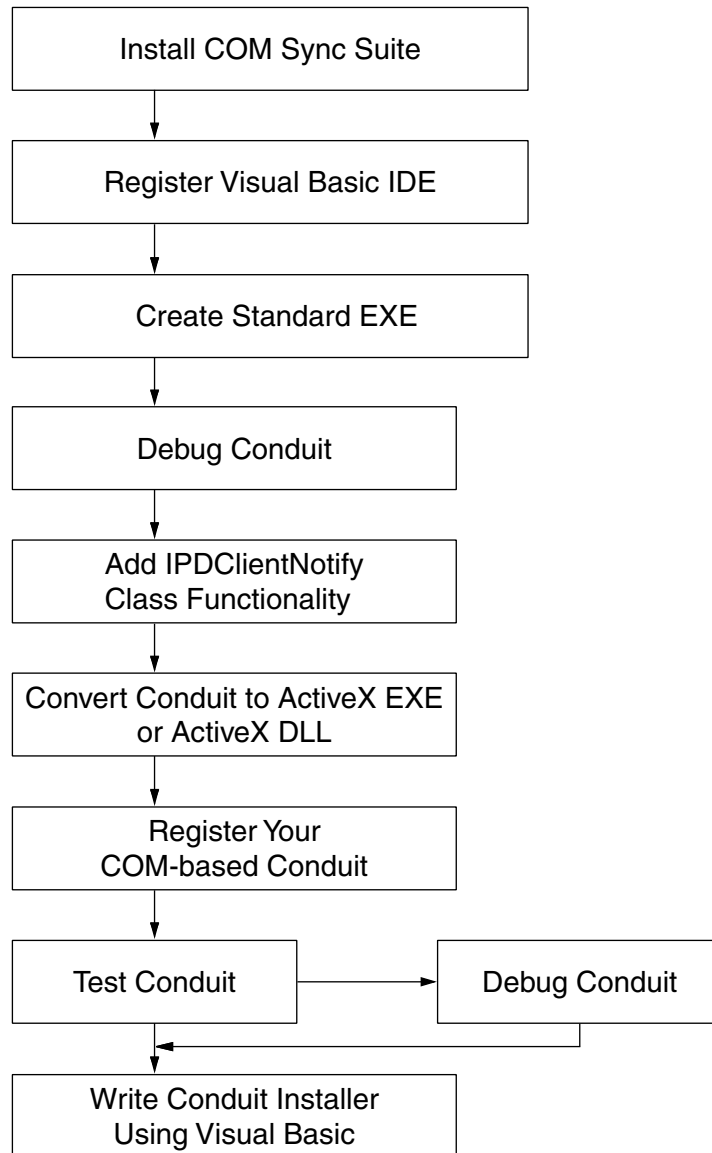 Install COM Sync Suite
Register Visual Basic IDE
Create Standard EXE
Debug Conduit
Add IPDClientNotify
Class Functionality
Convert Conduit to ActiveX EXE
or ActiveX DLL
Register Your
COM-based Conduit
Test Conduit
Debug Conduit
Write Conduit Installer
Using Visual Basic